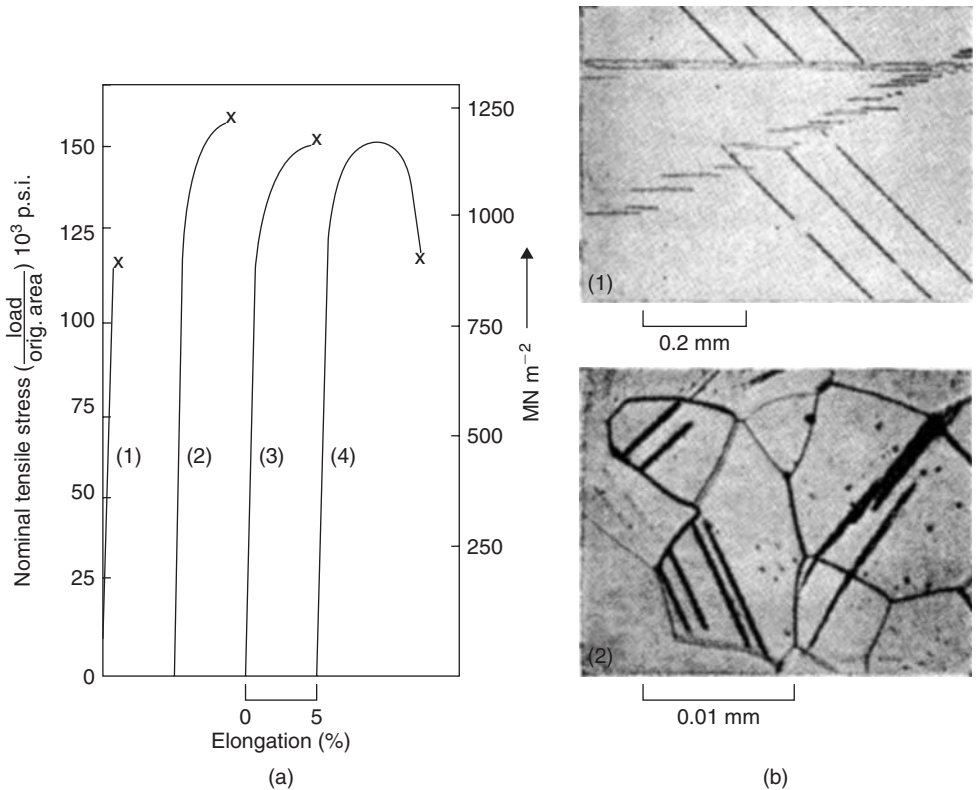 Nominal tensile stress (load/orig. area) 10³ p.s.i.
150
125
100
75
50
25
0
(1)
(2)
(3)
(4)
x
x
x
x
1250
1000
750
500
250
MN m⁻²
0
5
Elongation (%)
(a)
(1)
0.2 mm
(2)
0.01 mm
(b)